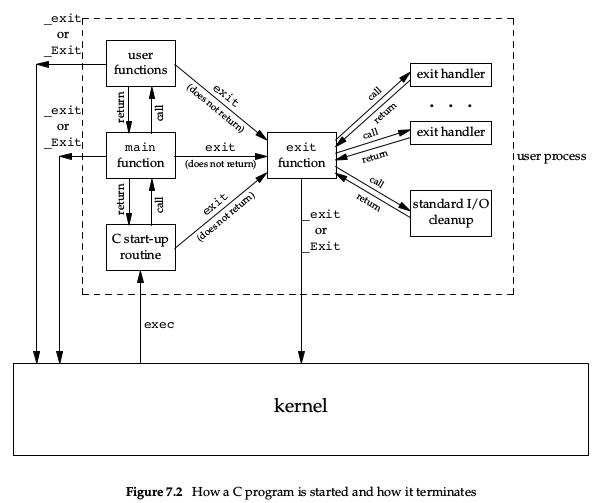 _exit
or
_Exit
user
functions
exit
(does not return)
call
return
exit handler
. . .
_exit
or
_Exit
return
call
main
function
exit
(does not return)
exit
function
call
return
exit handler
user process
return
call
exit
(does not return)
call
return
standard I/O
cleanup
C start-up
routine
_exit
or
_Exit
exec
kernel
Figure 7.2 How a C program is started and how it terminates